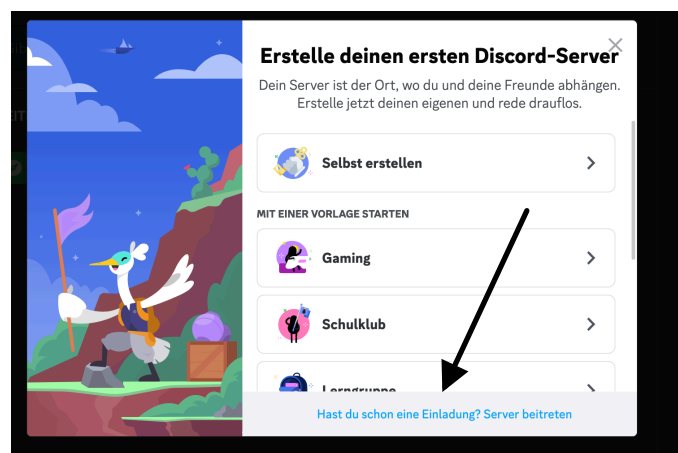 Erstelle deinen ersten Discord-Server
Dein Server ist der Ort, wo du und deine Freunde abhängen.
Erstelle jetzt deinen eigenen und rede drauflos.
Selbst erstellen
MIT EINER VORLAGE STARTEN
Gaming
Schulklub
Lerngruppe
Hast du schon eine Einladung? Server beitreten